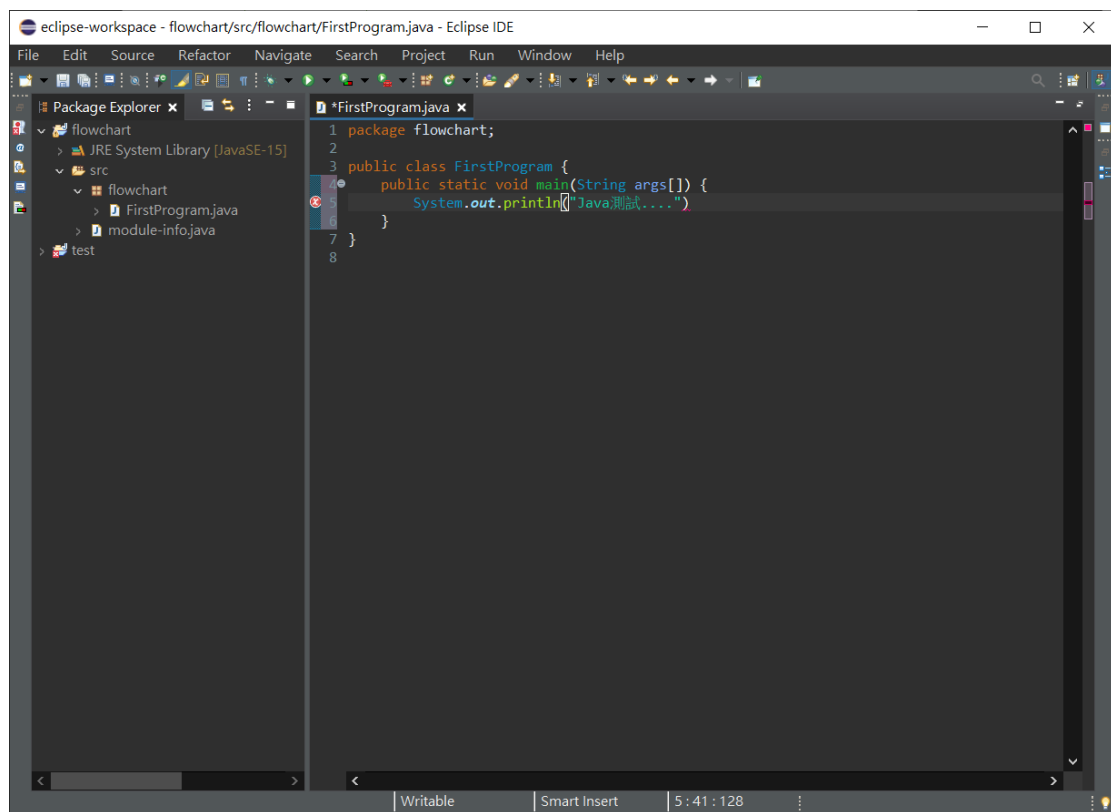 eclipse-workspace - flowchart/src/flowchart/FirstProgram.java - Eclipse IDE
File Edit Source Refactor Navigate Search Project Run Window Help
Package Explorer
*FirstProgram.java
flowchart
JRE System Library [JavaSE-15]
src
flowchart
FirstProgram.java
module-info.java
test
1 package flowchart;
2
3 public class FirstProgram {
4 public static void main(String args[]) {
5 System.out.println("Java測試....")
6 }
7 }
8
Writable Smart Insert 5 : 41 : 128